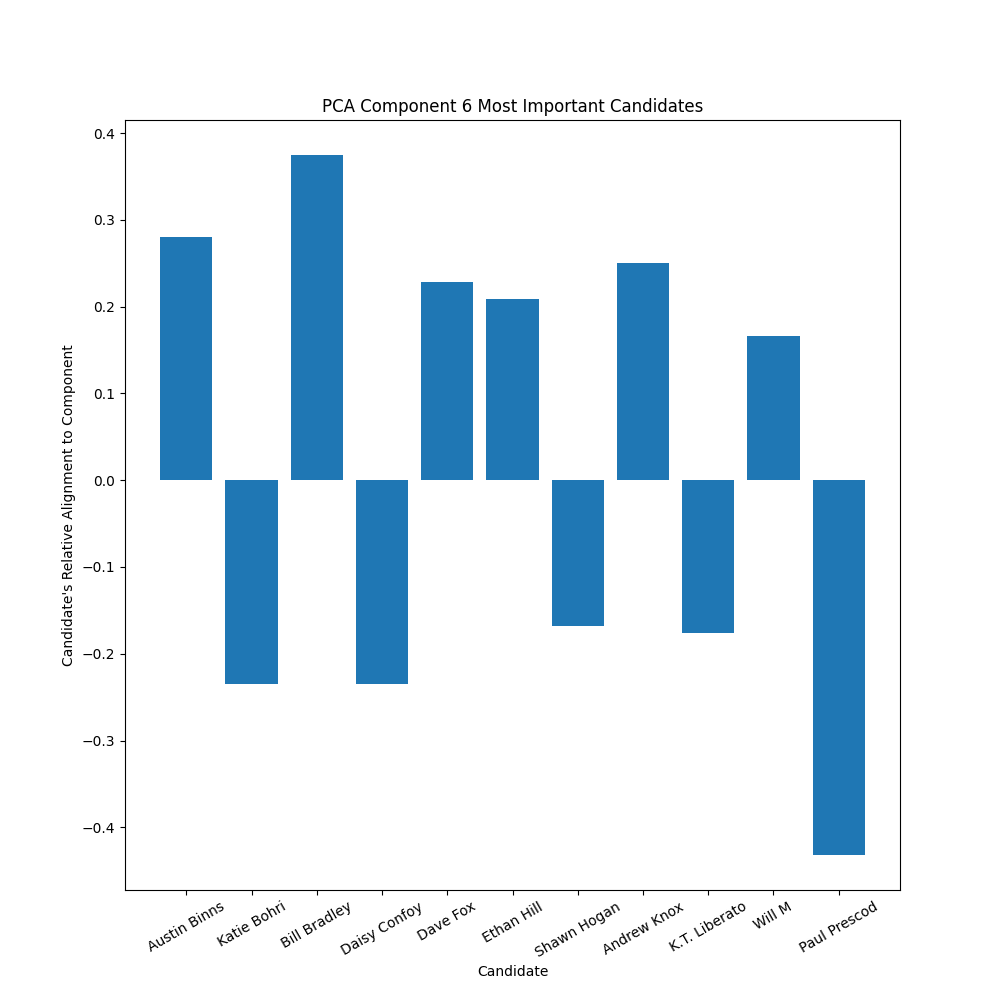 PCA Component 6 Most Important Candidates
Candidate's Relative Alignment to Component
0.4
0.3
0.2
0.1
0.0
−0.1
−0.2
−0.3
−0.4
Austin Binns
Katie Bohri
Bill Bradley
Daisy Confoy
Dave Fox
Ethan Hill
Shawn Hogan
Andrew Knox
K.T. Liberato
Will M
Paul Prescod
Candidate